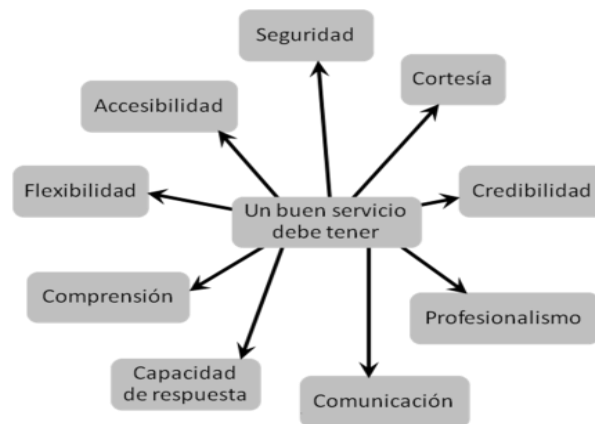 Seguridad
Cortesía
Accesibilidad
Flexibilidad
Un buen servicio
debe tener
Credibilidad
Comprensión
Profesionalismo
Capacidad
de respuesta
Comunicación